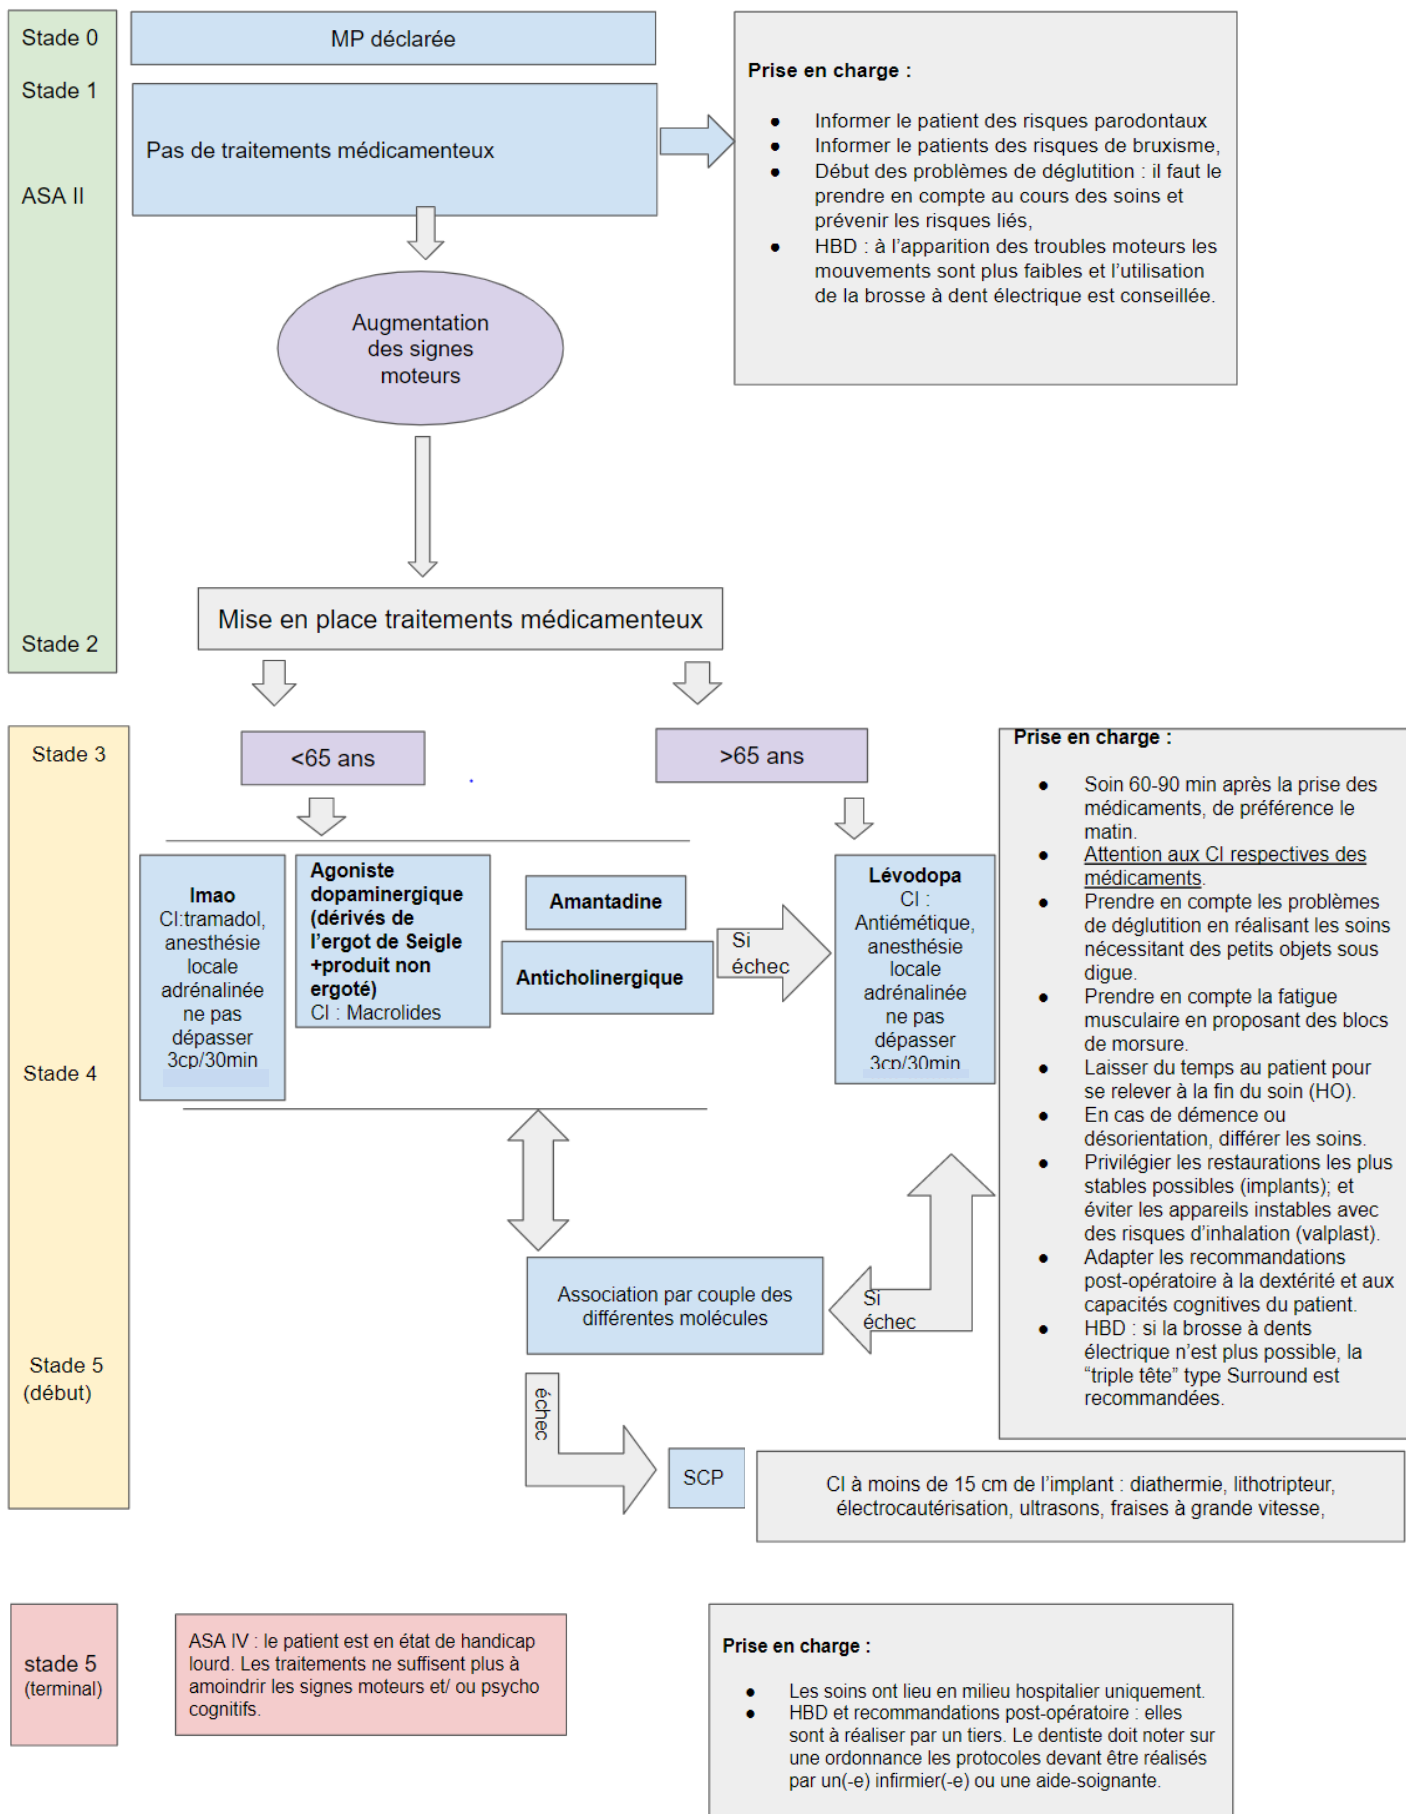 Stade 0
MP déclarée
Stade 1
Pas de traitements médicamenteux
ASA II
Prise en charge :
● Informer le patient des risques parodontaux
● Informer le patients des risques de bruxisme,
● Début des problèmes de déglutition : il faut le
prendre en compte au cours des soins et
prévenir les risques liés,
● HBD : à l'apparition des troubles moteurs les
mouvements sont plus faibles et l'utilisation
de la brosse à dent électrique est conseillée.
Augmentation
des signes
moteurs
Mise en place traitements médicamenteux
Stade 2
Stade 3
<65 ans
>65 ans
Imao
CI:tramadol,
anesthésie
locale
adrénalinée
ne pas
dépasser
3cp/30min
Agoniste
dopaminergique
(dérivés de
l'ergot de Seigle
+produit non
ergoté)
CI : Macrolides
Amantadine
Anticholinergique
Si
échec
Lévodopa
CI :
Antiémétique,
anesthésie
locale
adrénalinée
ne pas
dépasser
3cp/30min
Stade 4
Prise en charge :
● Soin 60-90 min après la prise des
médicaments, de préférence le
matin.
● Attention aux CI respectives des
médicaments.
● Prendre en compte les problèmes
de déglutition en réalisant les soins
nécessitant des petits objets sous
digue.
● Prendre en compte la fatigue
musculaire en proposant des blocs
de morsure.
● Laisser du temps au patient pour
se relever à la fin du soin (HO).
● En cas de démence ou
désorientation, différer les soins.
● Privilégier les restaurations les plus
stables possibles (implants); et
éviter les appareils instables avec
des risques d'inhalation (valplast).
● Adapter les recommandations
post-opératoire à la dextérité et aux
capacités cognitives du patient.
● HBD : si la brosse à dents
électrique n'est plus possible, la
“triple tête” type Surround est
recommandées.
Association par couple des
différentes molécules
Si
échec
Stade 5
(début)
échec
SCP
CI à moins de 15 cm de l'implant : diathermie, lithotripteur,
électrocautérisation, ultrasons, fraises à grande vitesse,
stade 5
(terminal)
ASA IV : le patient est en état de handicap
lourd. Les traitements ne suffisent plus à
amoindrir les signes moteurs et/ ou psycho
cognitifs.
Prise en charge :
● Les soins ont lieu en milieu hospitalier uniquement.
● HBD et recommandations post-opératoire : elles
sont à réaliser par un tiers. Le dentiste doit noter sur
une ordonnance les protocoles devant être réalisés
par un(-e) infirmier(-e) ou une aide-soignante.